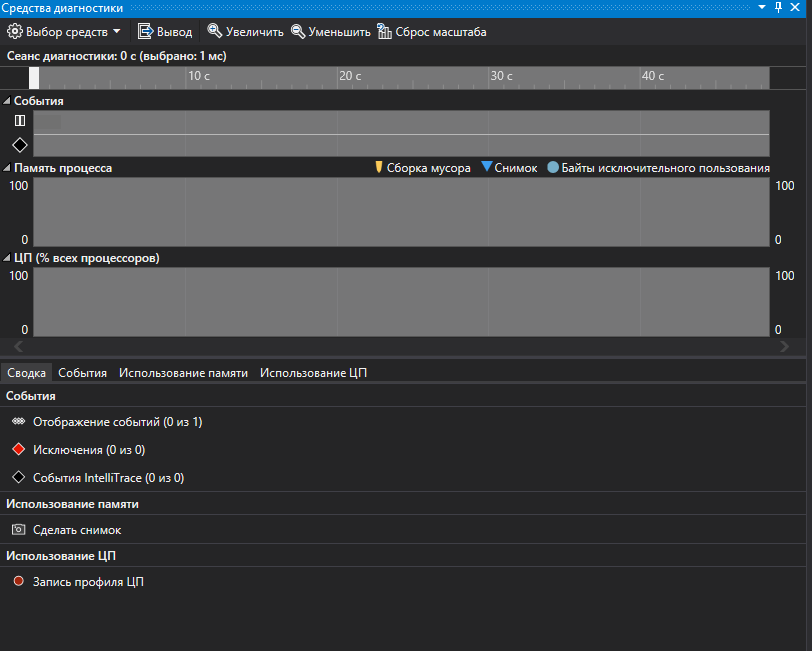 Средства диагностики
Выбор средств Вывод Увеличить Уменьшить Сброс масштаба
Сеанс диагностики: 0 с (выбрано: 1 мс)
10 с 20 с 30 с 40 с
События
Память процесса Сборка мусора Снимок Байты исключительного пользования
100 100
0 0
ЦП (% всех процессоров)
100 100
0 0
Сводка События Использование памяти Использование ЦП
События
Отображение событий (0 из 1)
Исключения (0 из 0)
События IntelliTrace (0 из 0)
Использование памяти
Сделать снимок
Использование ЦП
Запись профиля ЦП